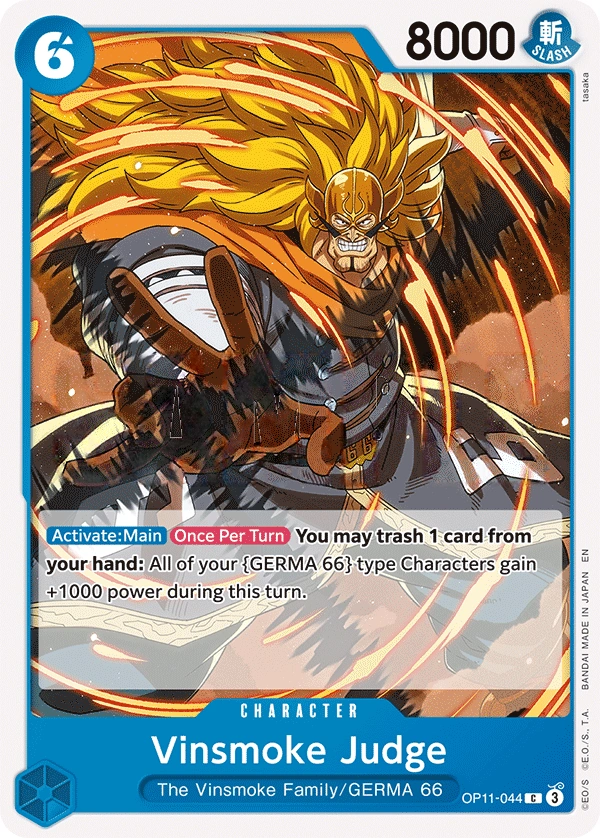 6
8000
斬
SLASH
tasaka
Activate:Main Once Per Turn You may trash 1 card from
your hand: All of your {GERMA 66} type Characters gain
+1000 power during this turn.
CHARACTER
Vinsmoke Judge
The Vinsmoke Family/GERMA 66
OP11-044 C 3
©E.O/S ©E.O./S., T.A. BANDAI MADE IN JAPAN EN
66